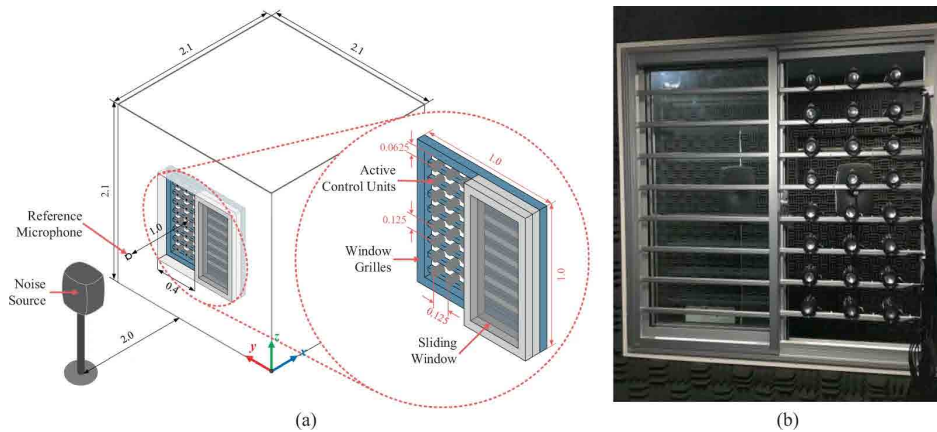 2.1
2.1
2.1
Reference
Microphone
1.0
Noise
Source
0.4
2.0
y
z
x
0.0625
1.0
Active
Control Units
0.125
Window
Grilles
1.0
0.125
Sliding
Window
(a)
(b)